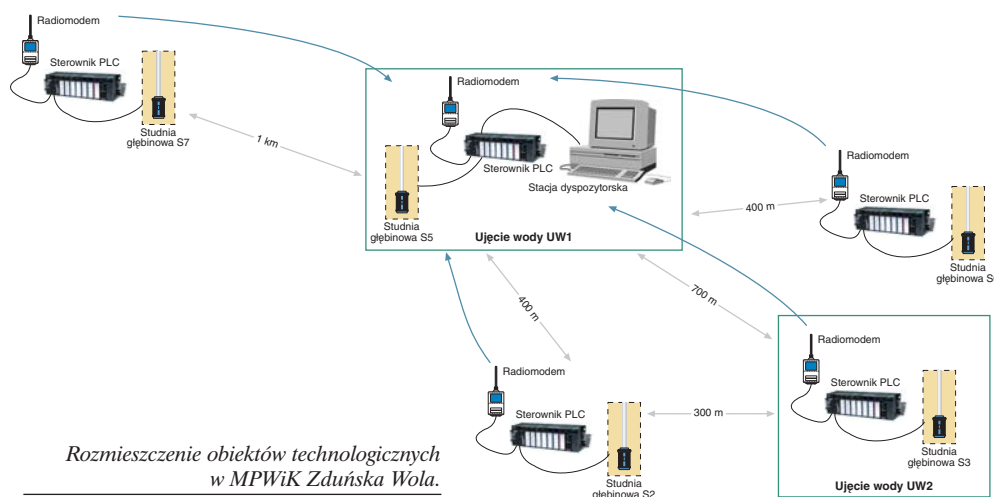 Radiomodem
Sterownik PLC
Studnia
głębinowa S7
1 km
Radiomodem
Sterownik PLC
Stacja dyspozytorska
Studnia
głębinowa S5
Ujęcie wody UW1
Radiomodem
Sterownik PLC
400 m
Studnia
głębinowa S
400 m
700 m
Radiomodem
Sterownik PLC
Studnia
głębinowa S2
300 m
Radiomodem
Sterownik PLC
Studnia
głębinowa S3
Ujęcie wody UW2
Rozmieszczenie obiektów technologicznych
w MPWiK Zduńska Wola.